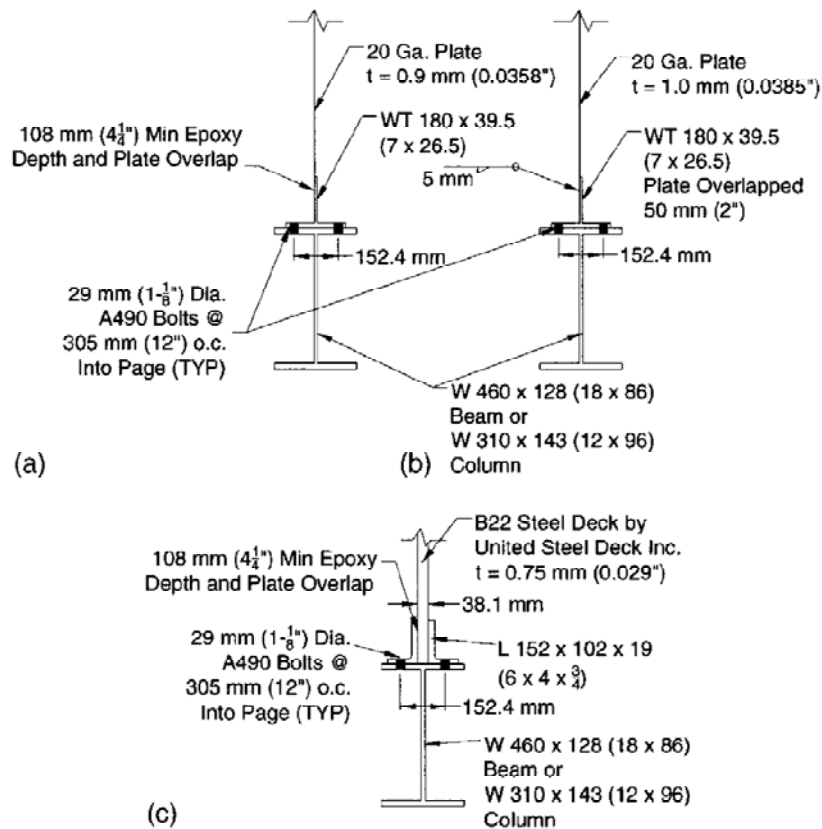 20 Ga. Plate
t = 0.9 mm (0.0358")
108 mm (4 1/4") Min Epoxy
Depth and Plate Overlap
WT 180 x 39.5
(7 x 26.5)
152.4 mm
29 mm (1-1/8") Dia.
A490 Bolts @
305 mm (12") o.c.
Into Page (TYP)
(a)
20 Ga. Plate
t = 1.0 mm (0.0385")
5 mm
WT 180 x 39.5
(7 x 26.5)
Plate Overlapped
50 mm (2")
152.4 mm
W 460 x 128 (18 x 86)
Beam or
W 310 x 143 (12 x 96)
Column
(b)
B22 Steel Deck by
United Steel Deck Inc.
t = 0.75 mm (0.029")
108 mm (4 1/4") Min Epoxy
Depth and Plate Overlap
38.1 mm
29 mm (1-1/8") Dia.
A490 Bolts @
305 mm (12") o.c.
Into Page (TYP)
L 152 x 102 x 19
(6 x 4 x 3/4)
152.4 mm
W 460 x 128 (18 x 86)
Beam or
W 310 x 143 (12 x 96)
Column
(c)